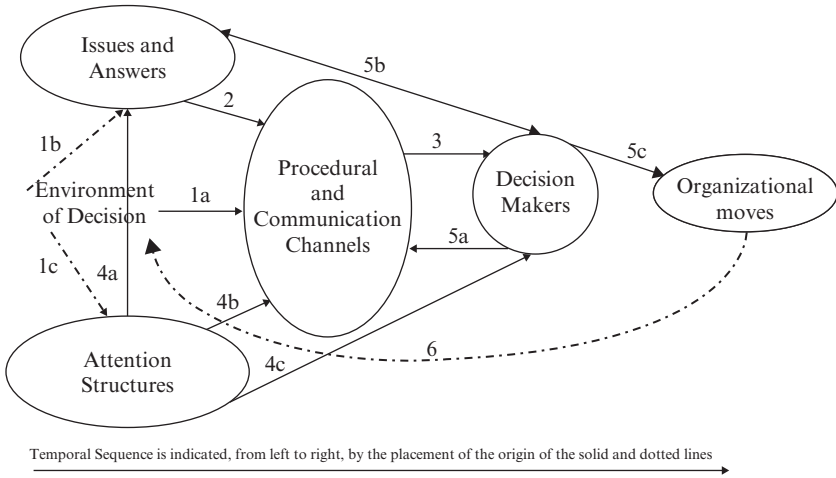 Issues and
Answers
5b
2
1b
3
5c
Procedural
and
Communication
Channels
Decision
Makers
Organizational
moves
Environment
of Decision
1a
5a
1c
4a
4b
6
4c
Attention
Structures
Temporal Sequence is indicated, from left to right, by the placement of the origin of the solid and dotted lines